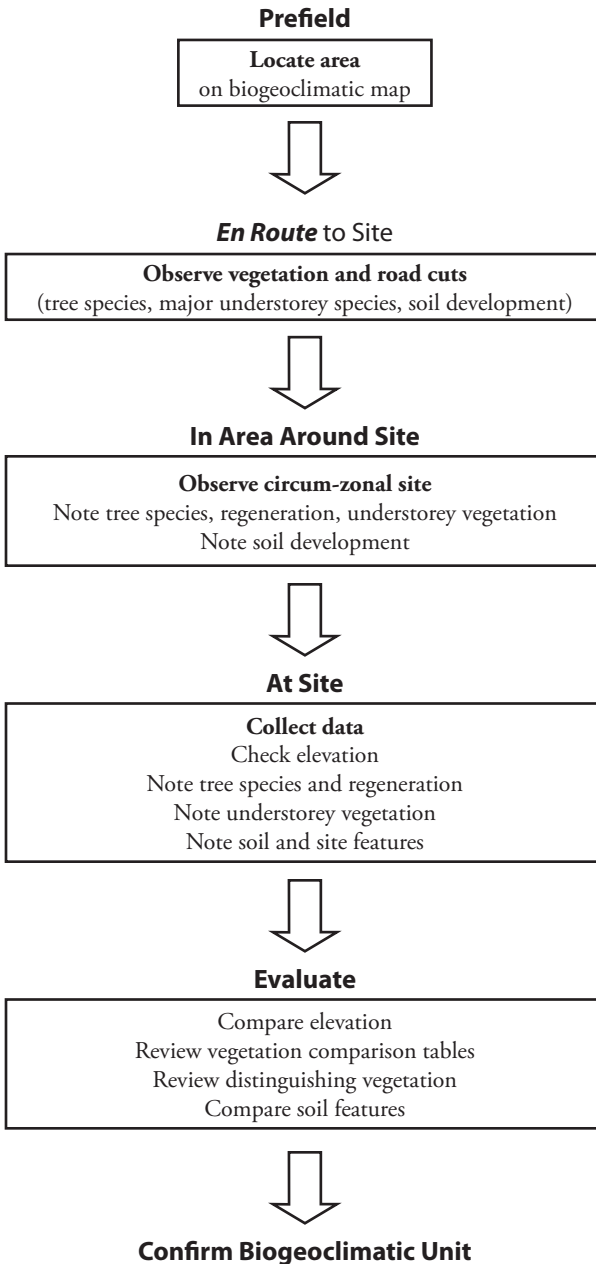 Prefield
Locate area
on biogeoclimatic map
En Route to Site
Observe vegetation and road cuts
(tree species, major understorey species, soil development)
In Area Around Site
Observe circum-zonal site
Note tree species, regeneration, understorey vegetation
Note soil development
At Site
Collect data
Check elevation
Note tree species and regeneration
Note understorey vegetation
Note soil and site features
Evaluate
Compare elevation
Review vegetation comparison tables
Review distinguishing vegetation
Compare soil features
Confirm Biogeoclimatic Unit